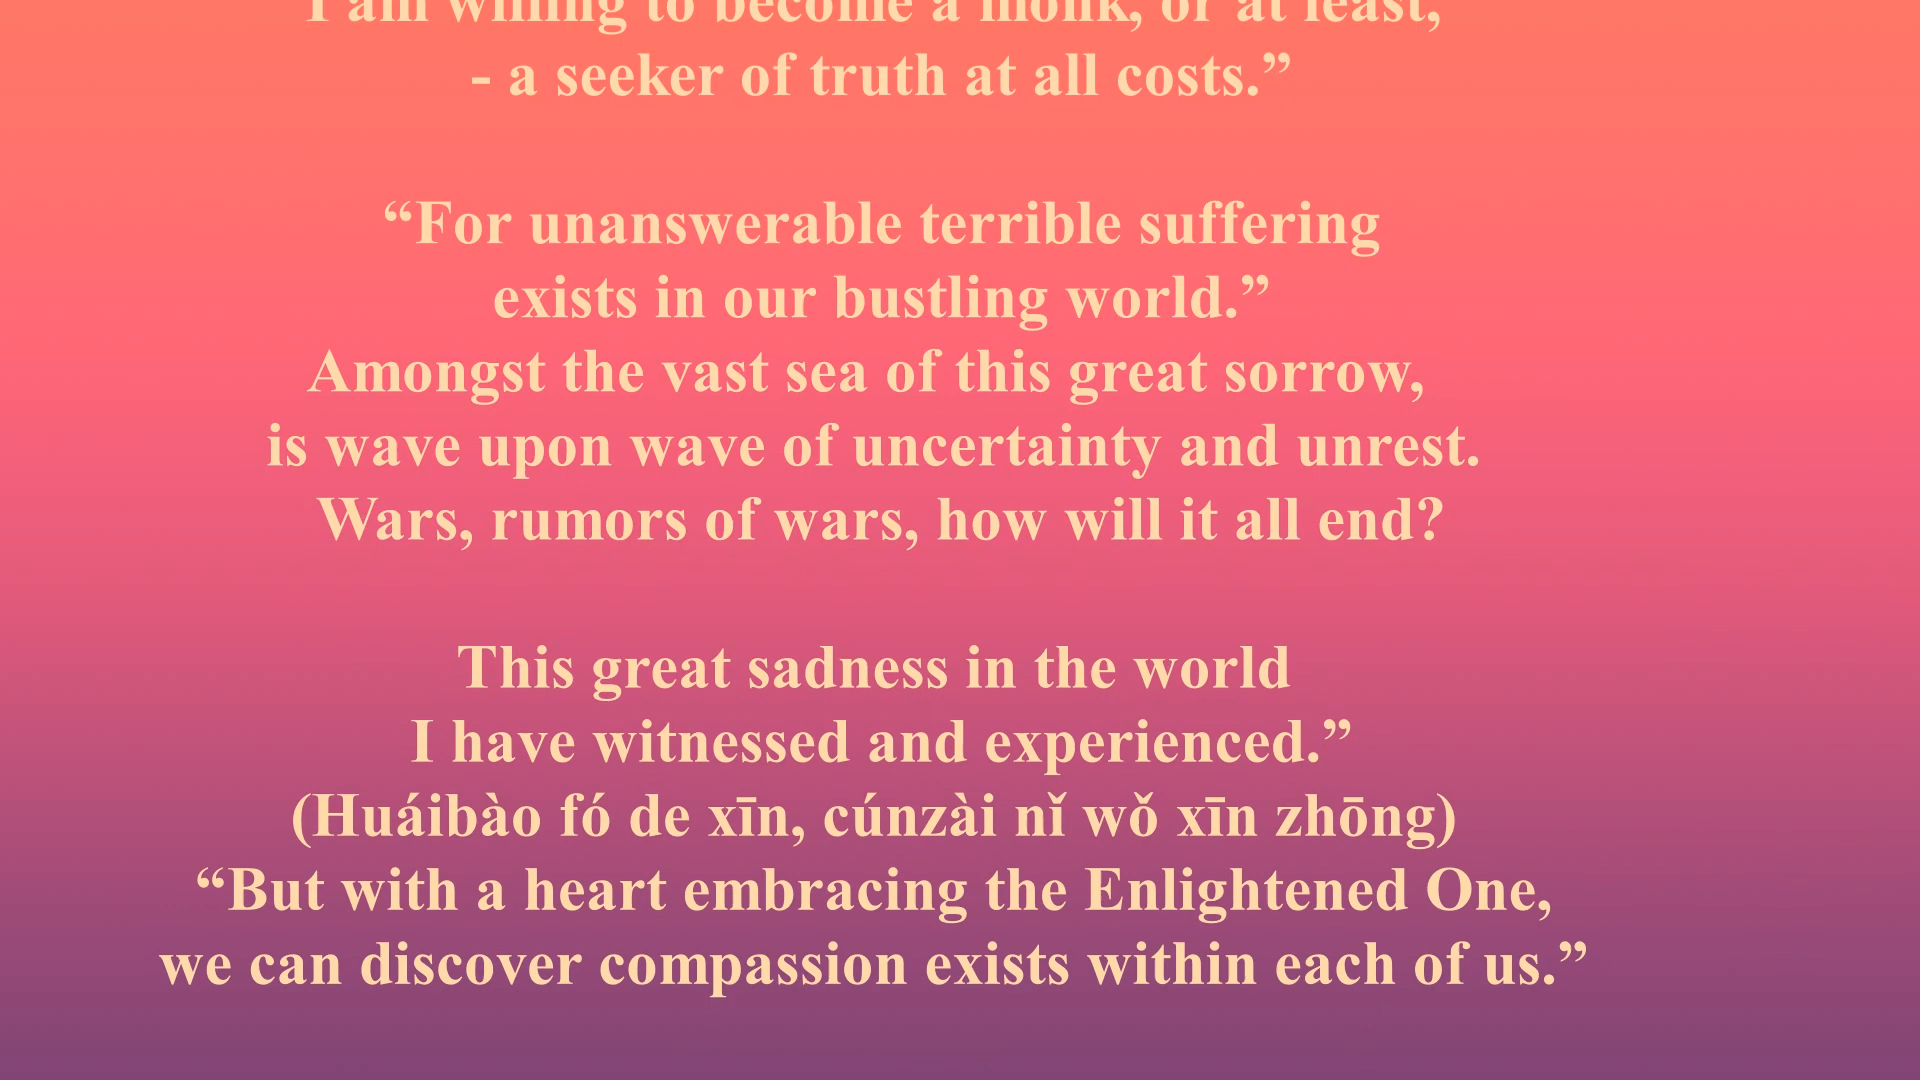 I am willing to become a monk, or at least,
- a seeker of truth at all costs.”
“For unanswerable terrible suffering
exists in our bustling world.”
Amongst the vast sea of this great sorrow,
is wave upon wave of uncertainty and unrest.
Wars, rumors of wars, how will it all end?
This great sadness in the world
I have witnessed and experienced.”
(Huáibào fó de xīn, cúnzài nǐ wǒ xīn zhōng)
“But with a heart embracing the Enlightened One,
we can discover compassion exists within each of us.”